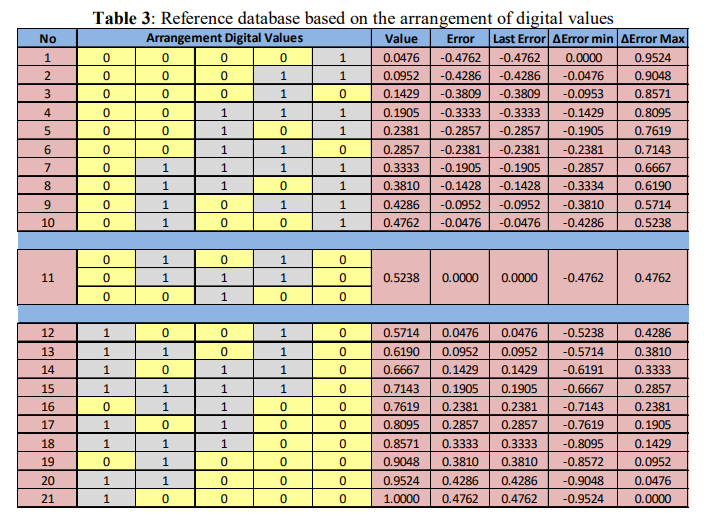 Table 3: Reference database based on the arrangement of digital values
No Arrangement Digital Values Value Error Last Error ΔError min ΔError Max
1 0 0 0 0 1 0.0476 -0.4762 -0.4762 0.0000 0.9524
2 0 0 0 1 1 0.0952 -0.4286 -0.4286 -0.0476 0.9048
3 0 0 0 1 0 0.1429 -0.3809 -0.3809 -0.0953 0.8571
4 0 0 1 1 1 0.1905 -0.3333 -0.3333 -0.1429 0.8095
5 0 0 1 0 1 0.2381 -0.2857 -0.2857 -0.1905 0.7619
6 0 0 1 1 0 0.2857 -0.2381 -0.2381 -0.2381 0.7143
7 0 1 1 1 1 0.3333 -0.1905 -0.1905 -0.2857 0.6667
8 0 1 1 0 1 0.3810 -0.1428 -0.1428 -0.3334 0.6190
9 0 1 0 1 1 0.4286 -0.0952 -0.0952 -0.3810 0.5714
10 0 1 0 0 1 0.4762 -0.0476 -0.0476 -0.4286 0.5238
0 1 0 1 0
11 0 1 1 1 0 0.5238 0.0000 0.0000 -0.4762 0.4762
0 0 1 0 0
12 1 0 0 1 0 0.5714 0.0476 0.0476 -0.5238 0.4286
13 1 1 0 1 0 0.6190 0.0952 0.0952 -0.5714 0.3810
14 1 0 1 1 0 0.6667 0.1429 0.1429 -0.6191 0.3333
15 1 1 1 1 0 0.7143 0.1905 0.1905 -0.6667 0.2857
16 0 1 1 0 0 0.7619 0.2381 0.2381 -0.7143 0.2381
17 1 0 1 0 0 0.8095 0.2857 0.2857 -0.7619 0.1905
18 1 1 1 0 0 0.8571 0.3333 0.3333 -0.8095 0.1429
19 0 1 0 0 0 0.9048 0.3810 0.3810 -0.8572 0.0952
20 1 1 0 0 0 0.9524 0.4286 0.4286 -0.9048 0.0476
21 1 0 0 0 0 1.0000 0.4762 0.4762 -0.9524 0.0000